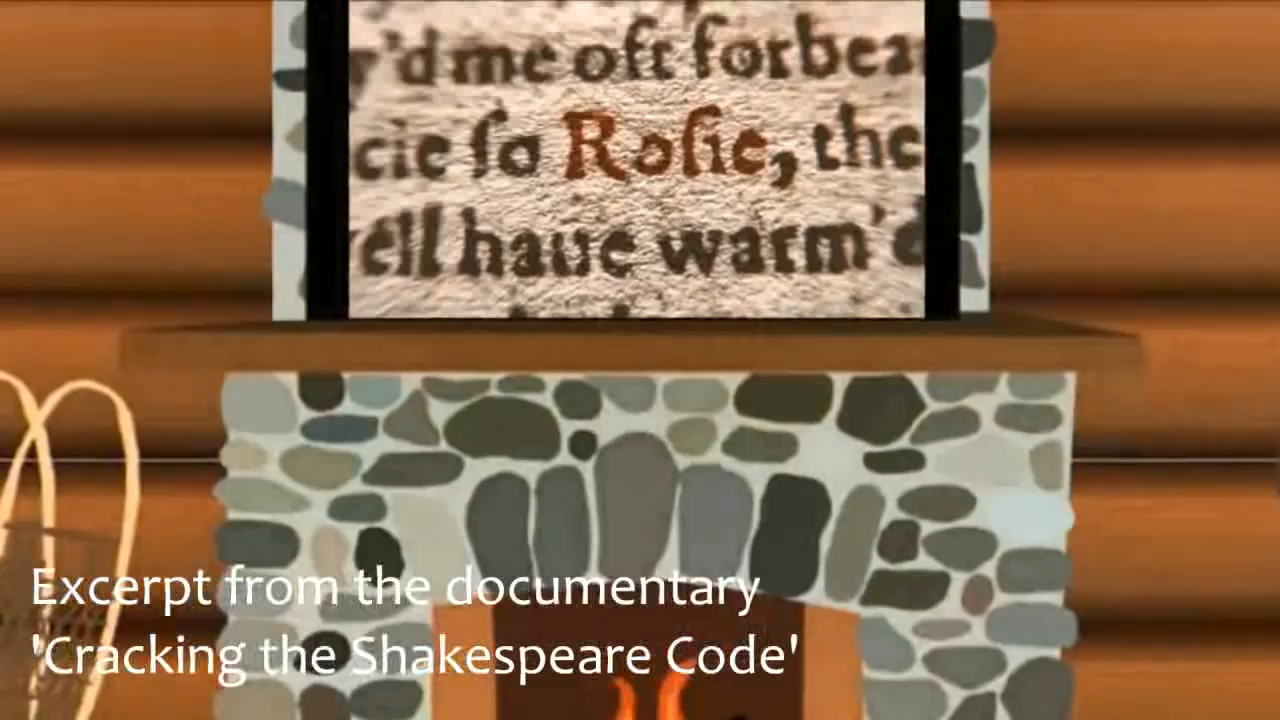 y'd me oft forbea
cie ſo Roſie, the
ell haue warm'd
Excerpt from the documentary
'Cracking the Shakespeare Code'